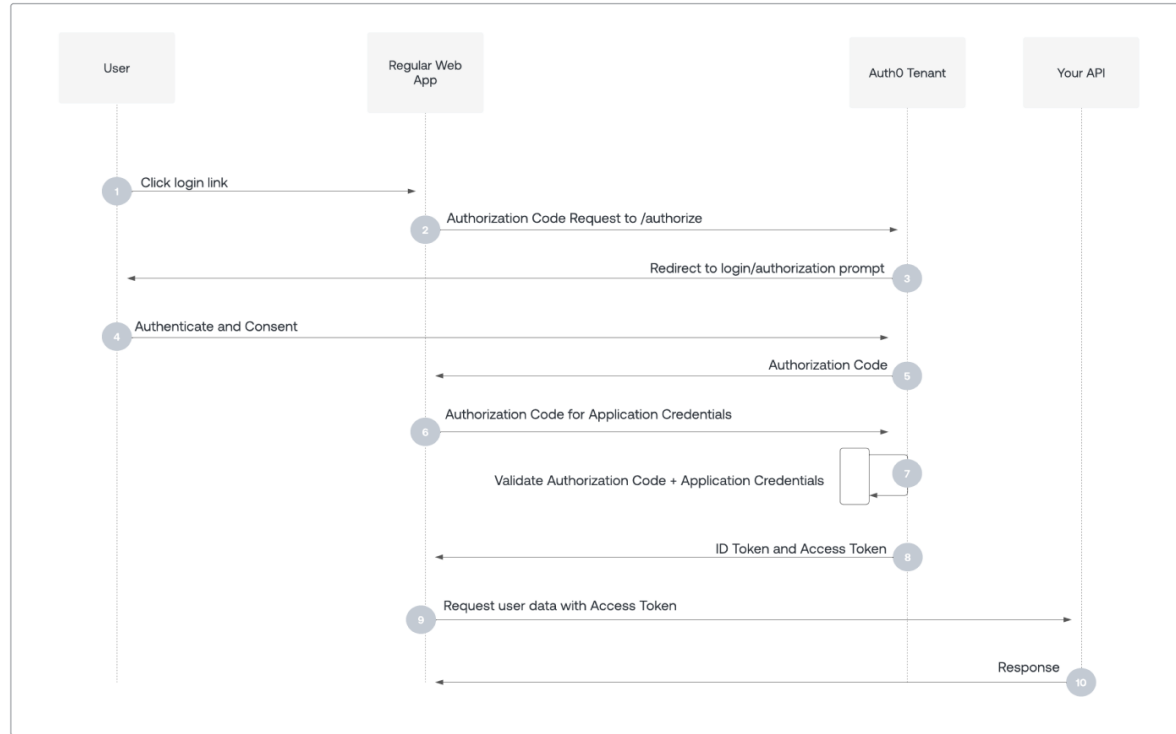 User
Regular Web
App
Auth0 Tenant
Your API
1
Click login link
2
Authorization Code Request to /authorize
Redirect to login/authorization prompt
3
4
Authenticate and Consent
Authorization Code
5
6
Authorization Code for Application Credentials
Validate Authorization Code + Application Credentials
7
ID Token and Access Token
8
9
Request user data with Access Token
Response
10